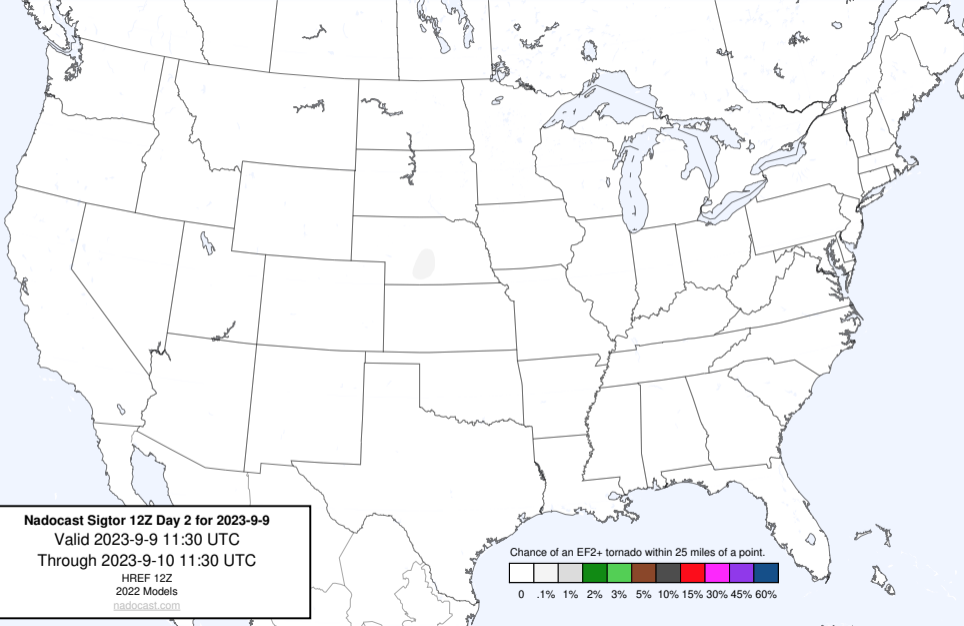 Nadocast Sigtor 12Z Day 2 for 2023-9-9
Valid 2023-9-9 11:30 UTC
Through 2023-9-10 11:30 UTC
HREF 12Z
2022 Models
nadocast.com
Chance of an EF2+ tornado within 25 miles of a point.
0 .1% 1% 2% 3% 5% 10% 15% 30% 45% 60%